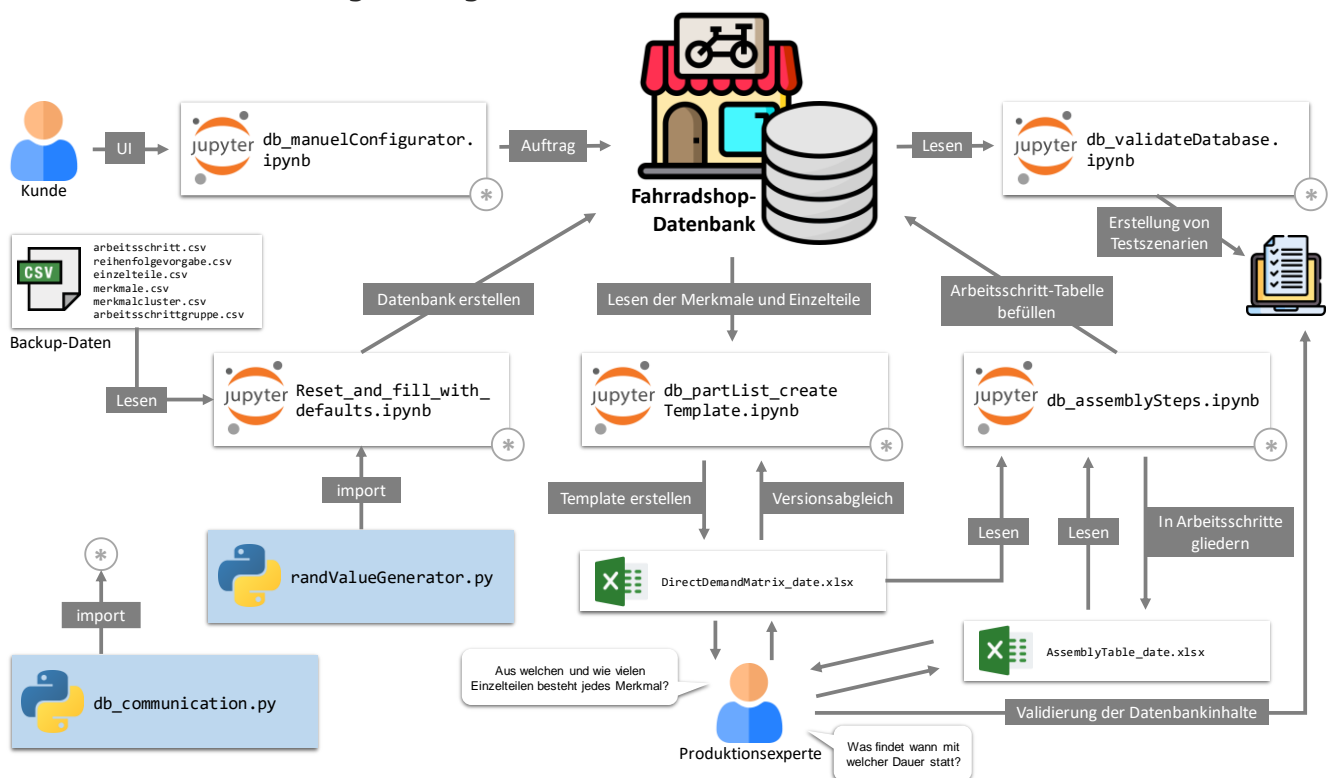 Kunde
UI
jupyter
db_manuelConfigurator.
ipynb
*
Auftrag
Fahrradshop-
Datenbank
Lesen
jupyter
db_validateDatabase.
ipynb
*
Erstellung von
Testszenarien
CSV
arbeitsschritt.csv
reihenfolgevorgabe.csv
einzelteile.csv
merkmale.csv
merkmalcluster.csv
arbeitsschrittgruppe.csv
Backup-Daten
Datenbank erstellen
Lesen der Merkmale und Einzelteile
Arbeitsschritt-Tabelle
befüllen
Lesen
jupyter
Reset_and_fill_with_
defaults.ipynb
*
jupyter
db_partList_create
Template.ipynb
*
jupyter
db_assemblySteps.ipynb
*
import
Template erstellen
Versionsabgleich
Lesen
Lesen
In Arbeitsschritte
gliedern
*
import
randValueGenerator.py
X
DirectDemandMatrix_date.xlsx
X
AssemblyTable_date.xlsx
db_communication.py
Aus welchen und wie vielen
Einzelteilen besteht jedes Merkmal?
Produktionsexperte
Validierung der Datenbankinhalte
Was findet wann mit
welcher Dauer statt?